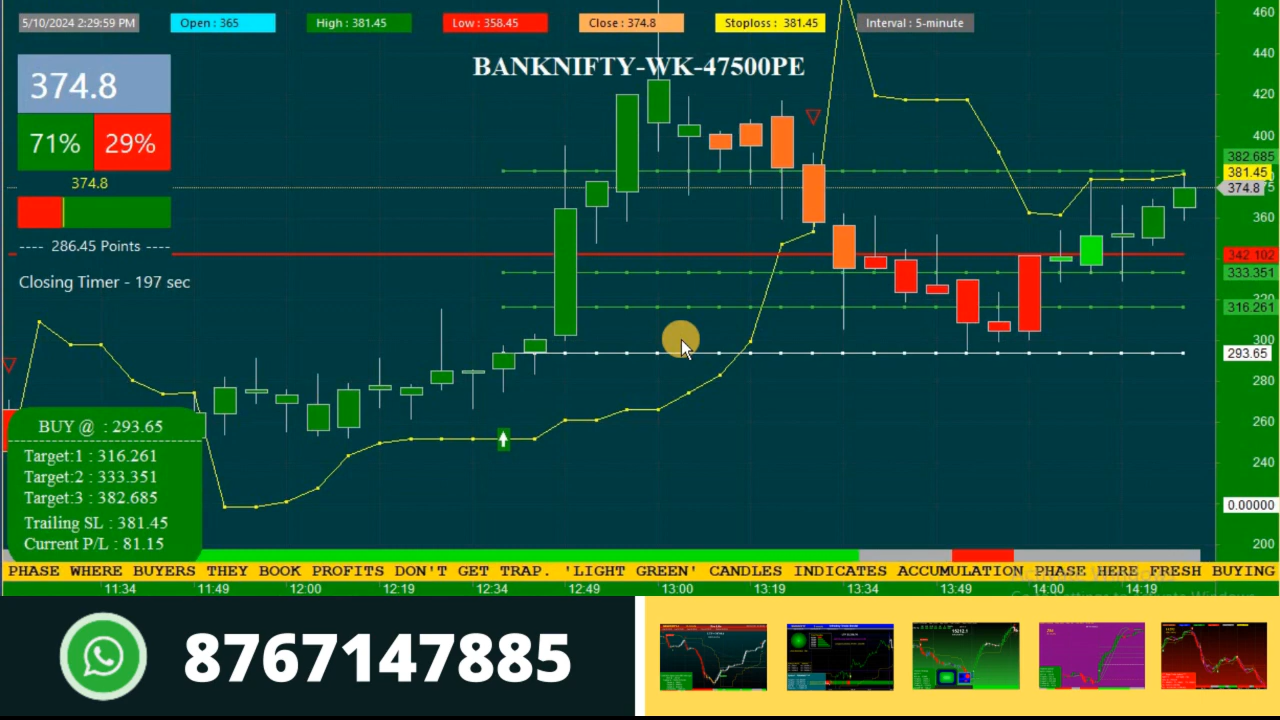 5/10/2024 2:29:59 PM
Open : 365
High : 381.45
Low : 358.45
Close : 374.8
Stoploss : 381.45
Interval : 5-minute
BANKNIFTY-WK-47500PE
374.8
71% 29%
374.8
---- 286.45 Points ----
Closing Timer - 197 sec
BUY @ : 293.65
Target:1 : 316.261
Target:2 : 333.351
Target:3 : 382.685
Trailing SL : 381.45
Current P/L : 81.15
460
440
420
400
382.685
381.45
374.8
360
342.102
333.351
320
316.261
300
293.65
280
260
240
0.00000
200
PHASE WHERE BUYERS THEY BOOK PROFITS DON'T GET TRAP. 'LIGHT GREEN' CANDLES INDICATES ACCUMULATION PHASE HERE FRESH BUYING
11:34 11:49 12:00 12:19 12:34 12:49 13:00 13:19 13:34 13:49 14:00 14:19
8767147885